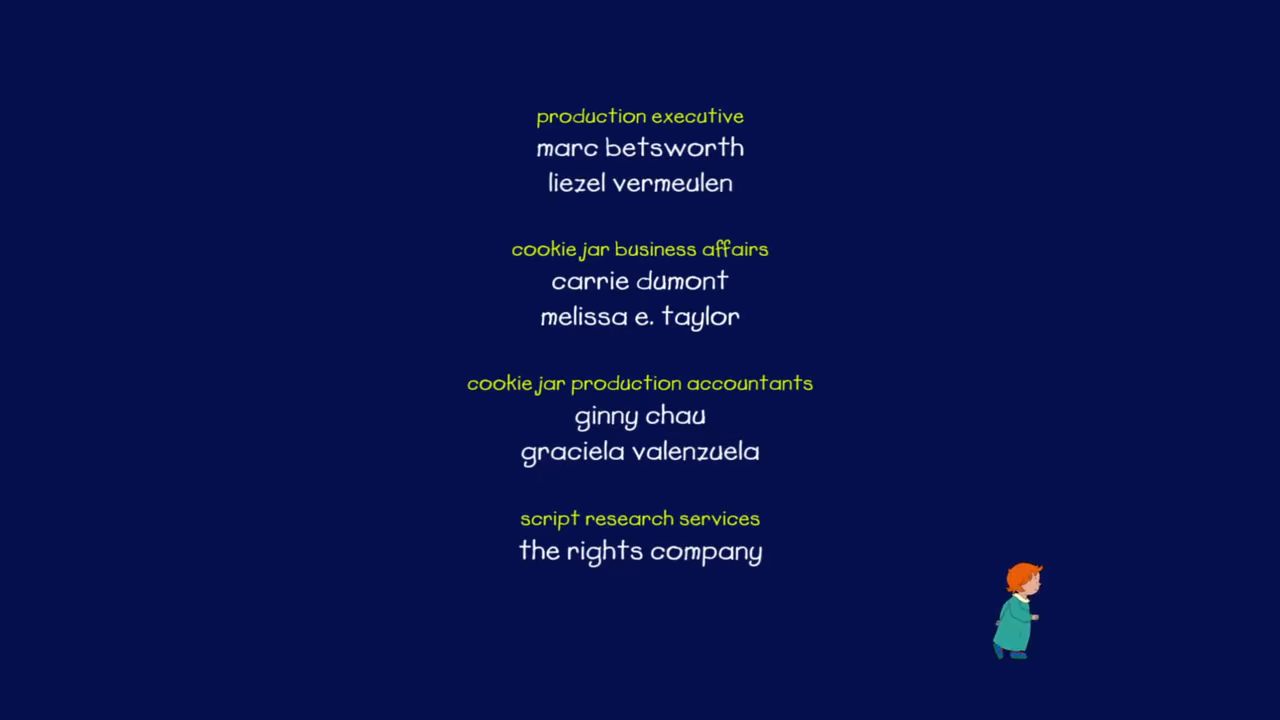 production executive
marc betsworth
liezel vermeulen
cookie jar business affairs
carrie dumont
melissa e. taylor
cookie jar production accountants
ginny chau
graciela valenzuela
script research services
the rights company